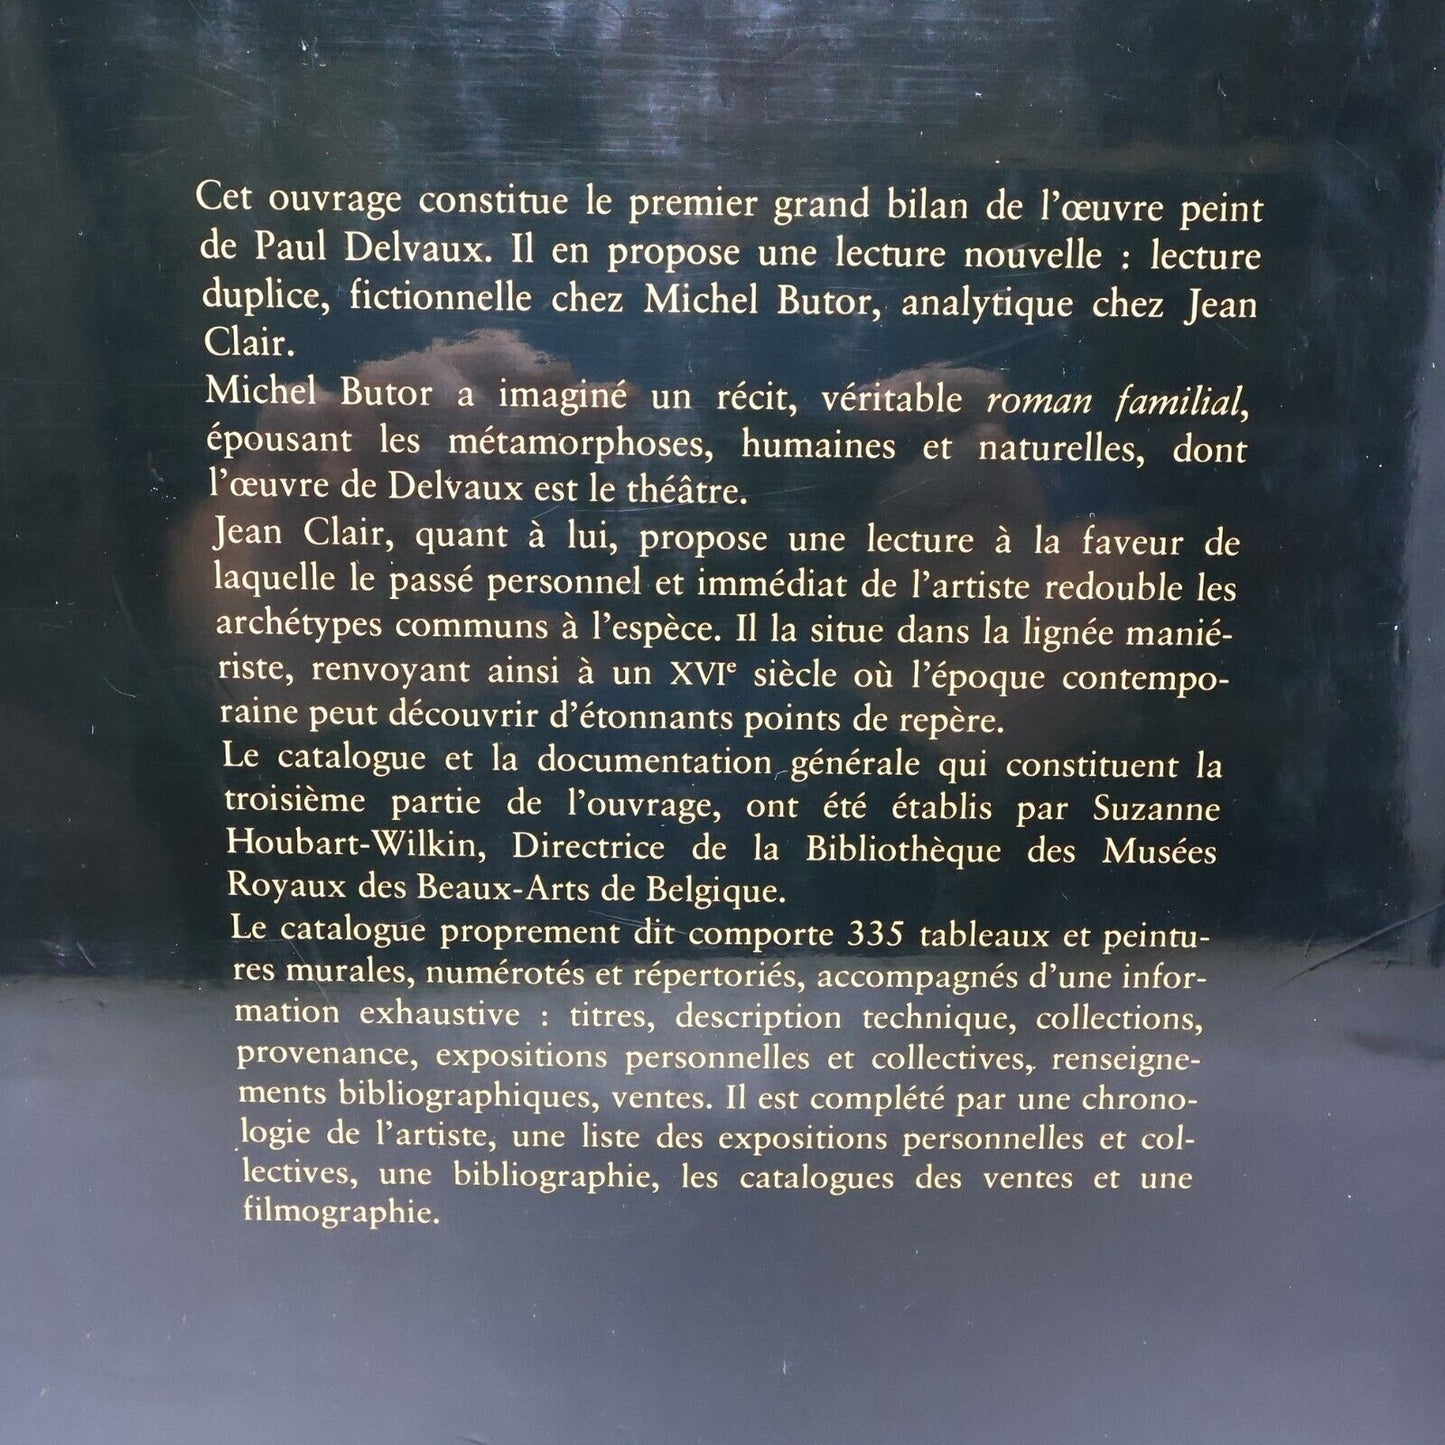 Cet ouvrage constitue le premier grand bilan de l'œuvre peint
de Paul Delvaux. Il en propose une lecture nouvelle : lecture
duplice, fictionnelle chez Michel Butor, analytique chez Jean
Clair.
Michel Butor a imaginé un récit, véritable roman familial,
épousant les métamorphoses, humaines et naturelles, dont
l'œuvre de Delvaux est le théâtre.
Jean Clair, quant à lui, propose une lecture à la faveur de
laquelle le passé personnel et immédiat de l'artiste redouble les
archétypes communs à l'espèce. Il la situe dans la lignée manié-
riste, renvoyant ainsi à un XVIe siècle où l'époque contempo-
raine peut découvrir d'étonnants points de repère.
Le catalogue et la documentation générale qui constituent la
troisième partie de l'ouvrage, ont été établis par Suzanne
Houbart-Wilkin, Directrice de la Bibliothèque des Musées
Royaux des Beaux-Arts de Belgique.
Le catalogue proprement dit comporte 335 tableaux et peintu-
res murales, numérotés et répertoriés, accompagnés d'une infor-
mation exhaustive : titres, description technique, collections,
provenance, expositions personnelles et collectives, renseigne-
ments bibliographiques, ventes. Il est complété par une chrono-
logie de l'artiste, une liste des expositions personnelles et col-
lectives, une bibliographie, les catalogues des ventes et une
filmographie.